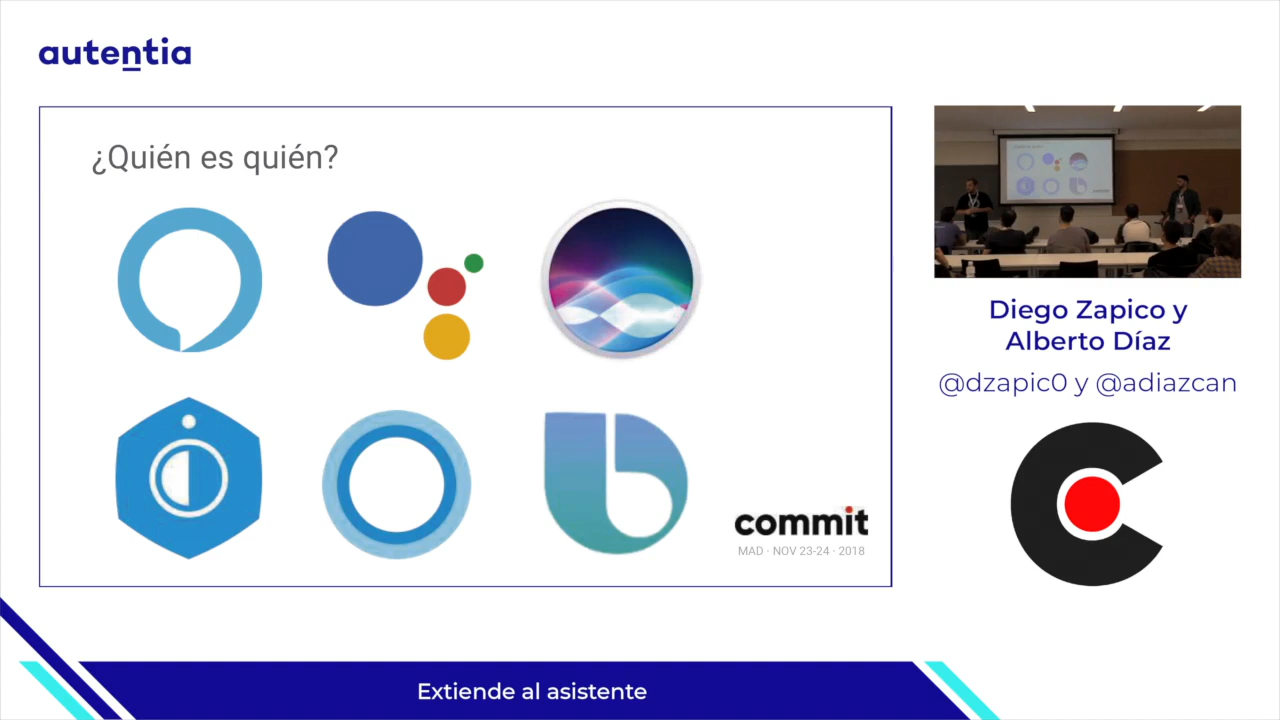 autentia
¿Quién es quién?
commit
MAD · NOV 23-24 · 2018
Diego Zapico y
Alberto Díaz
@dzapic0 y @adiazcan
Extiende al asistente